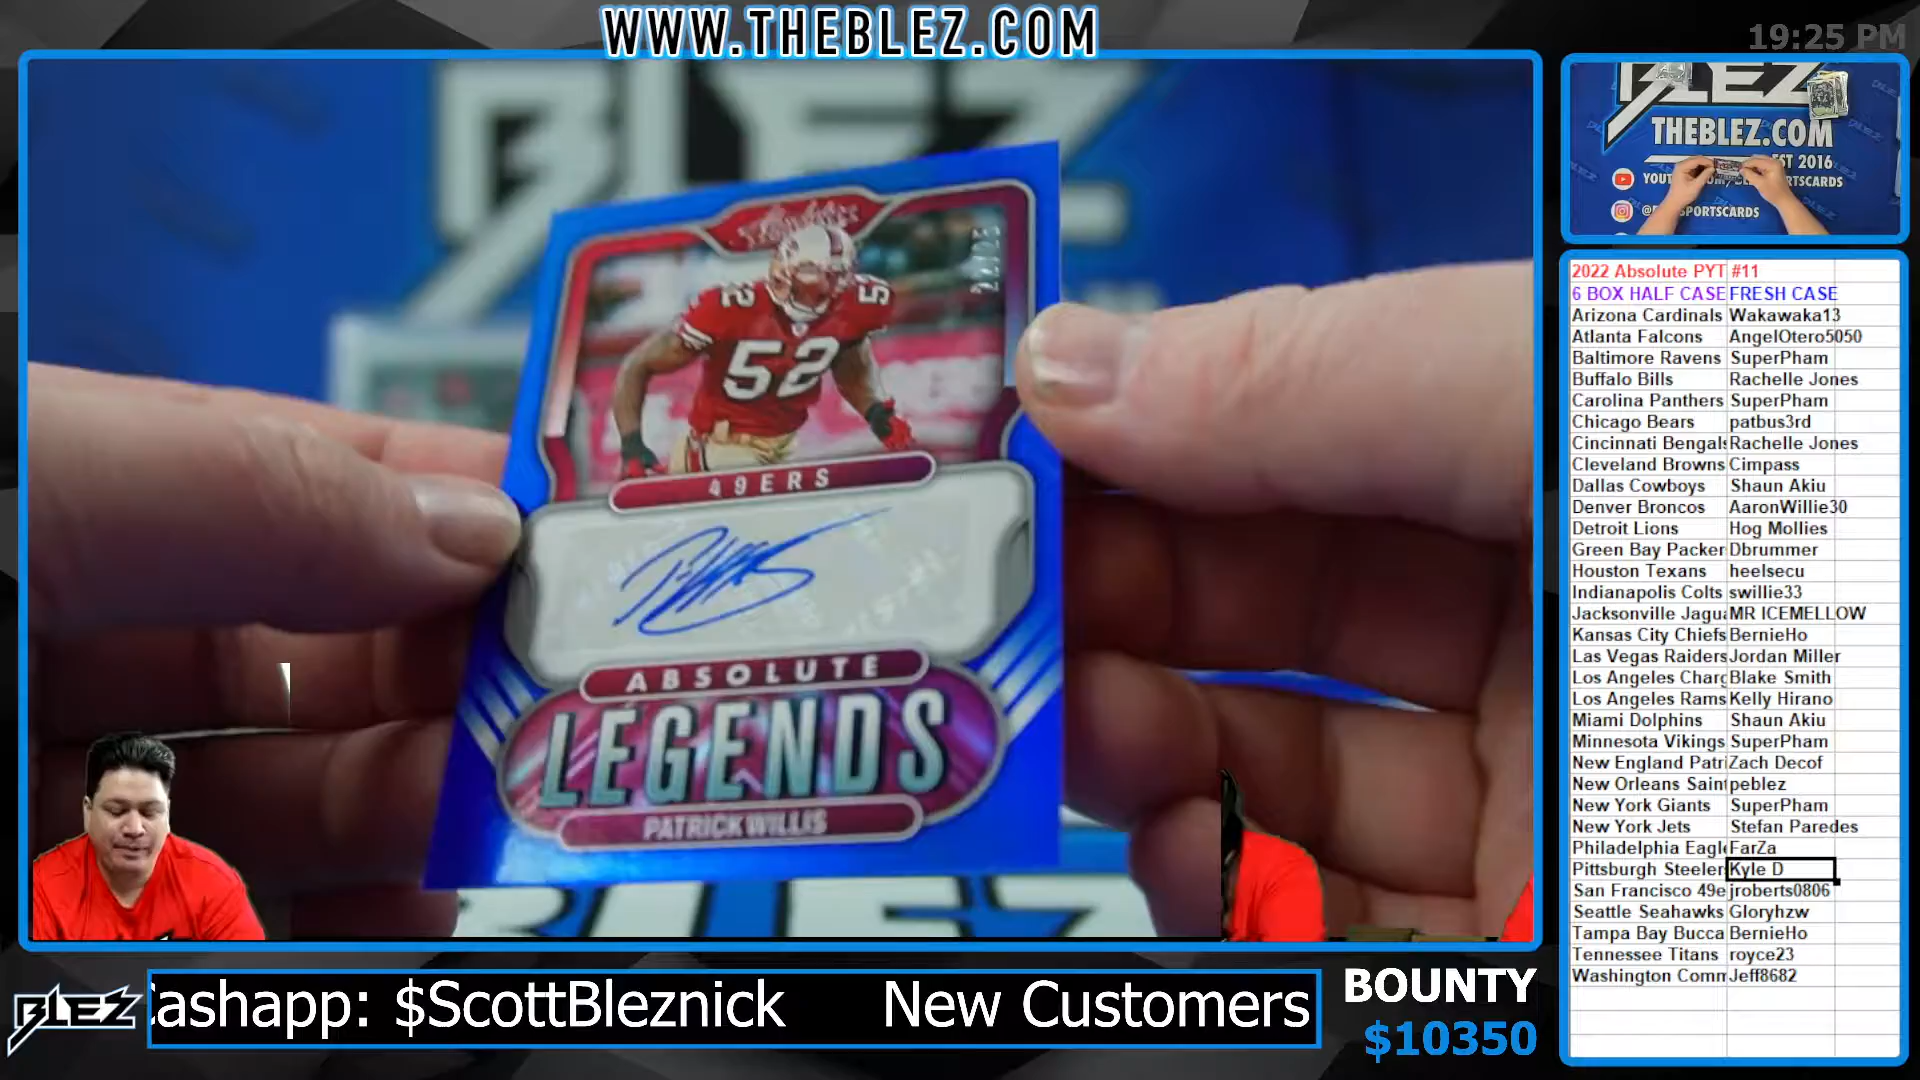 WWW.THEBLEZ.COM
19:25 PM
52
52
49ERS
ABSOLUTE
LEGENDS
PATRICK WILLIS
BLEZ
THEBLEZ.COM
EST 2016
2022 Absolute PYT #11
6 BOX HALF CASE FRESH CASE
Arizona Cardinals Wakawaka13
Atlanta Falcons AngelOtero5050
Baltimore Ravens SuperPham
Buffalo Bills Rachelle Jones
Carolina Panthers SuperPham
Chicago Bears patbus3rd
Cincinnati Bengals Rachelle Jones
Cleveland Browns Cimpass
Dallas Cowboys Shaun Akiu
Denver Broncos AaronWillie30
Detroit Lions Hog Mollies
Green Bay Packer Dbrummer
Houston Texans heelsecu
Indianapolis Colts swillie33
Jacksonville Jagua MR ICEMELLOW
Kansas City Chiefs BernieHo
Las Vegas Raiders Jordan Miller
Los Angeles Charg Blake Smith
Los Angeles Rams Kelly Hirano
Miami Dolphins Shaun Akiu
Minnesota Vikings SuperPham
New England Patri Zach Decof
New Orleans Saint peblez
New York Giants SuperPham
New York Jets Stefan Paredes
Philadelphia Eagle FarZa
Pittsburgh Steelers Kyle D
San Francisco 49e jroberts0806
Seattle Seahawks Gloryhzw
Tampa Bay Bucca BernieHo
Tennessee Titans royce23
Washington Comm Jeff8682
BLEZ
Cashapp: $ScottBleznick New Customers
BOUNTY
$10350